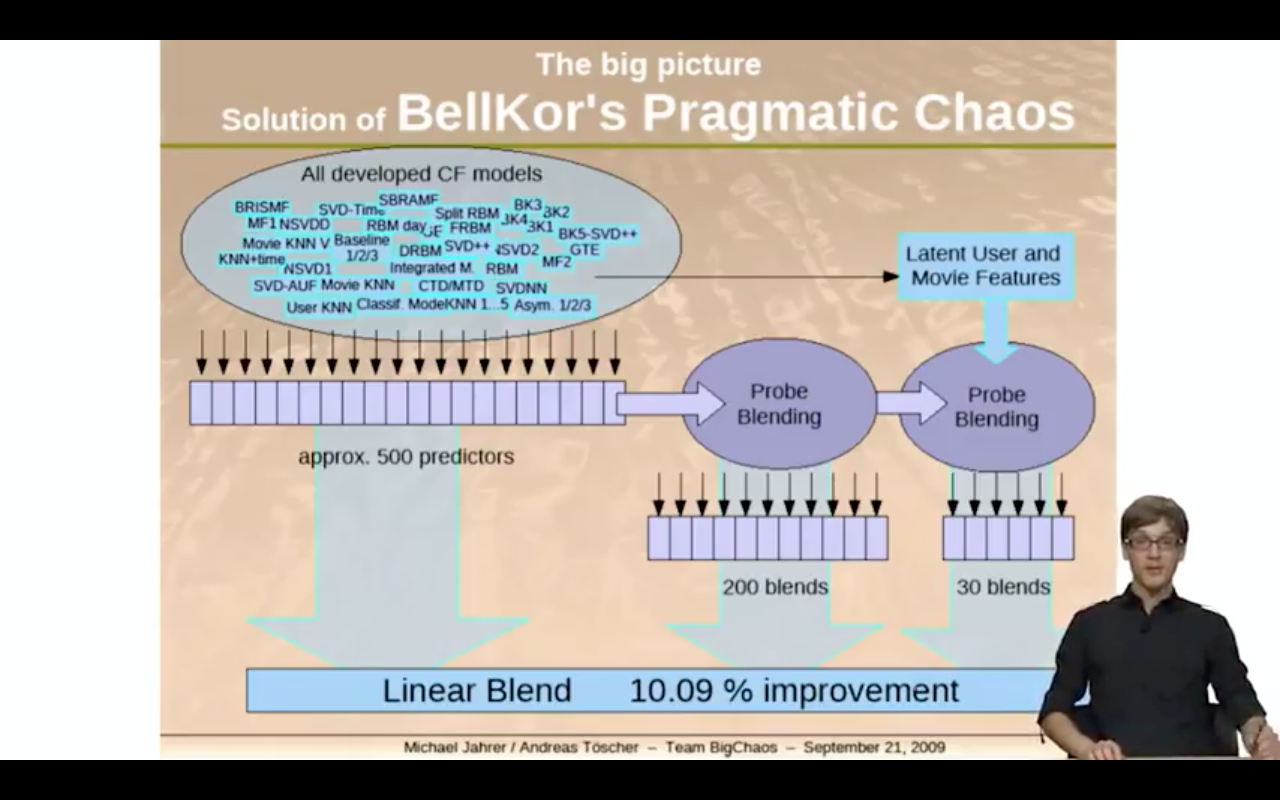 The big picture
Solution of BellKor's Pragmatic Chaos
All developed CF models
SBRAMF
BRISMF SVD-Time Split RBM BK3 BK2
MF1 NSVDD RBM day FRBM BK4 BK1
Movie KNN V Baseline 1/2/3 DRBM SVD++ NSVD2 GTE BK5-SVD++
KNN+time NSVD1 Integrated M. RBM MF2
SVD-AUF Movie KNN CTD/MTD SVDNN
User KNN Classif. ModeKNN 1...5 Asym. 1/2/3
Latent User and
Movie Features
Probe
Blending
Probe
Blending
approx. 500 predictors
200 blends
30 blends
Linear Blend 10.09 % improvement
Michael Jahrer / Andreas Töscher – Team BigChaos – September 21, 2009